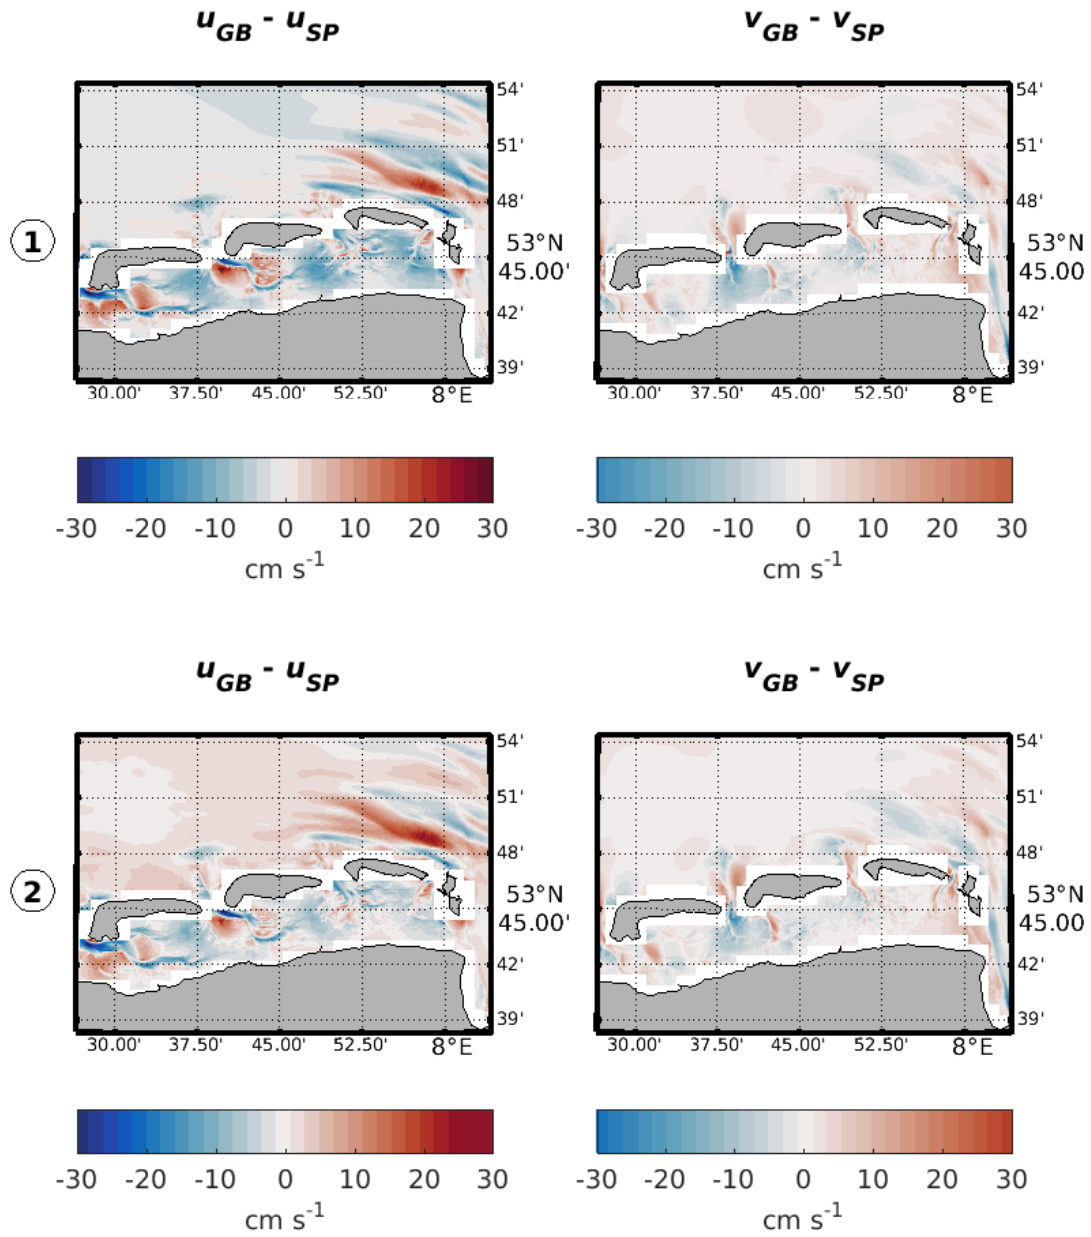 u_GB - u_SP
v_GB - v_SP
1
54'
51'
48'
53°N
45.00'
42'
39'
30.00' 37.50' 45.00' 52.50' 8°E
54'
51'
48'
53°N
45.00'
42'
39'
30.00' 37.50' 45.00' 52.50' 8°E
-30 -20 -10 0 10 20 30
cm s⁻¹
-30 -20 -10 0 10 20 30
cm s⁻¹
u_GB - u_SP
v_GB - v_SP
2
54'
51'
48'
53°N
45.00'
42'
39'
30.00' 37.50' 45.00' 52.50' 8°E
54'
51'
48'
53°N
45.00'
42'
39'
30.00' 37.50' 45.00' 52.50' 8°E
-30 -20 -10 0 10 20 30
cm s⁻¹
-30 -20 -10 0 10 20 30
cm s⁻¹